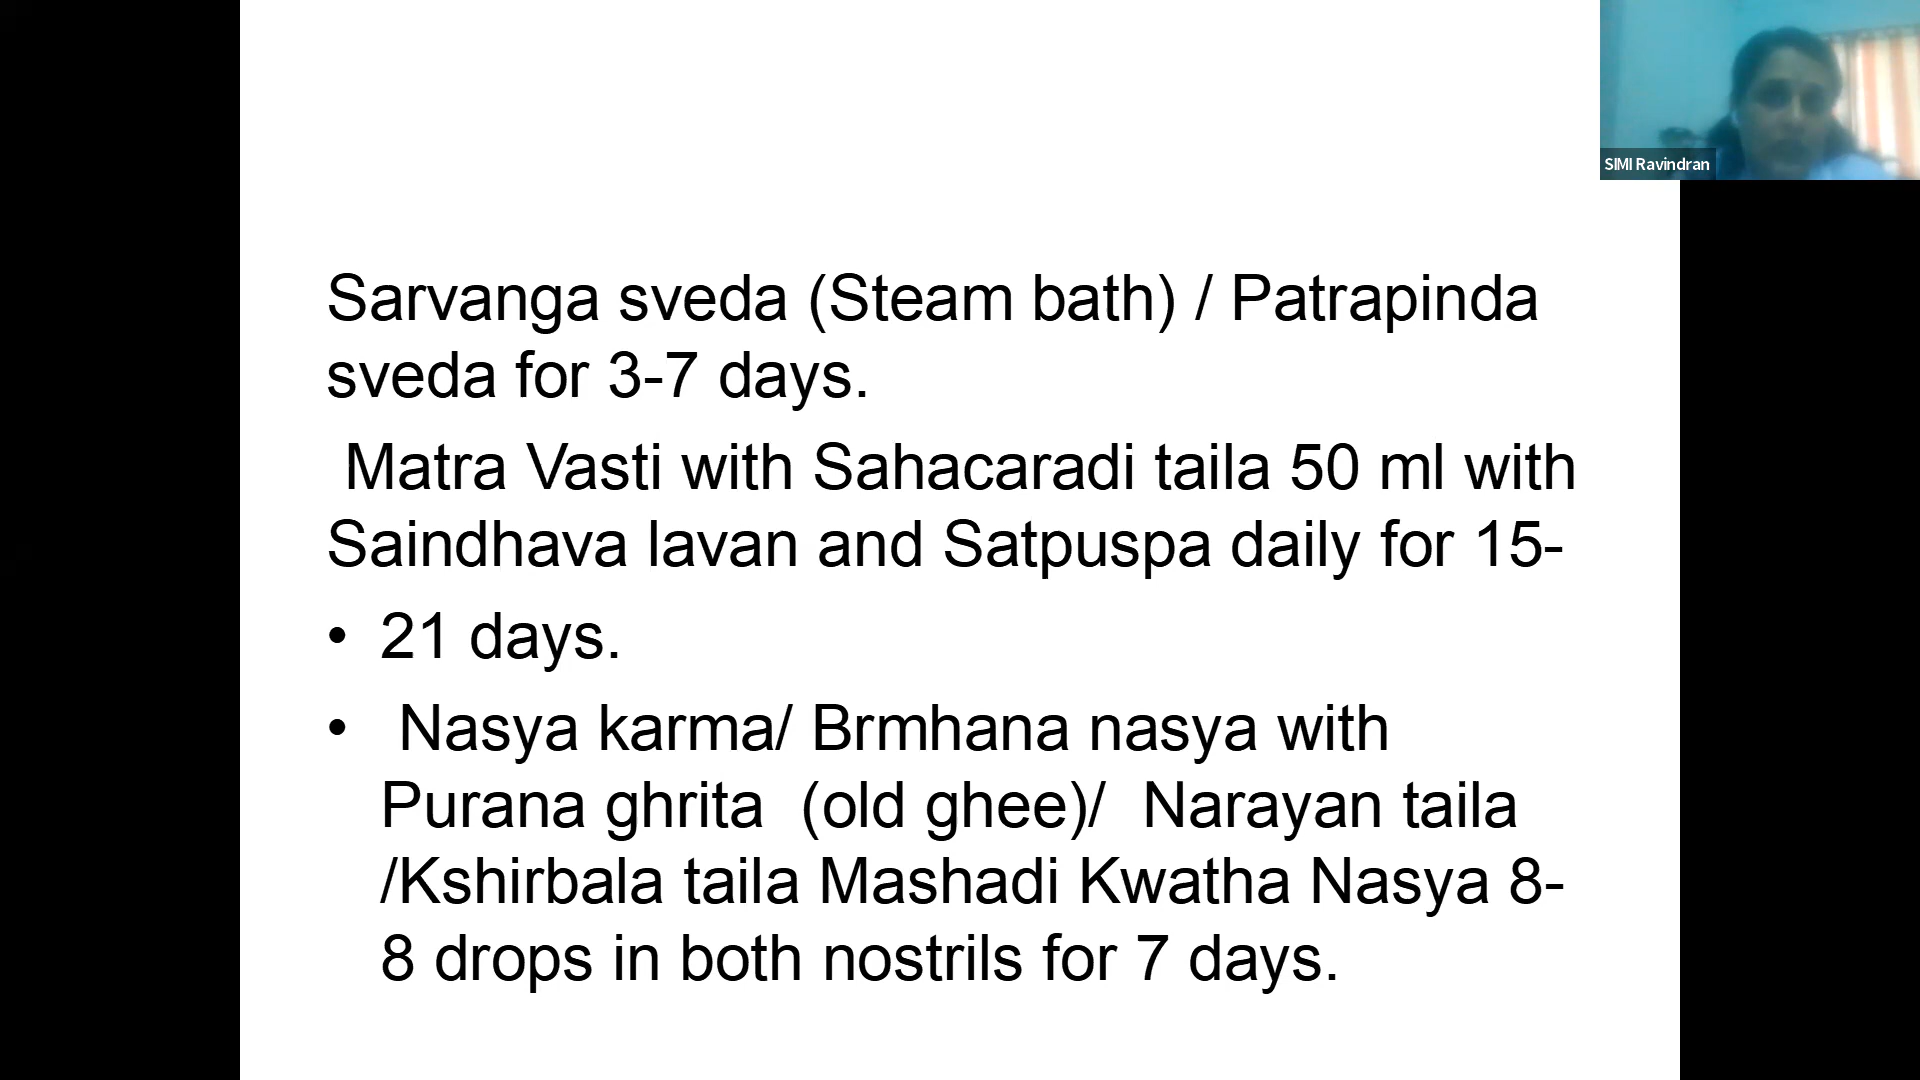 SIMI Ravindran
Sarvanga sveda (Steam bath) / Patrapinda
sveda for 3-7 days.
Matra Vasti with Sahacaradi taila 50 ml with
Saindhava lavan and Satpuspa daily for 15-
• 21 days.
• Nasya karma/ Brmhana nasya with
Purana ghrita (old ghee)/ Narayan taila
/Kshirbala taila Mashadi Kwatha Nasya 8-
8 drops in both nostrils for 7 days.